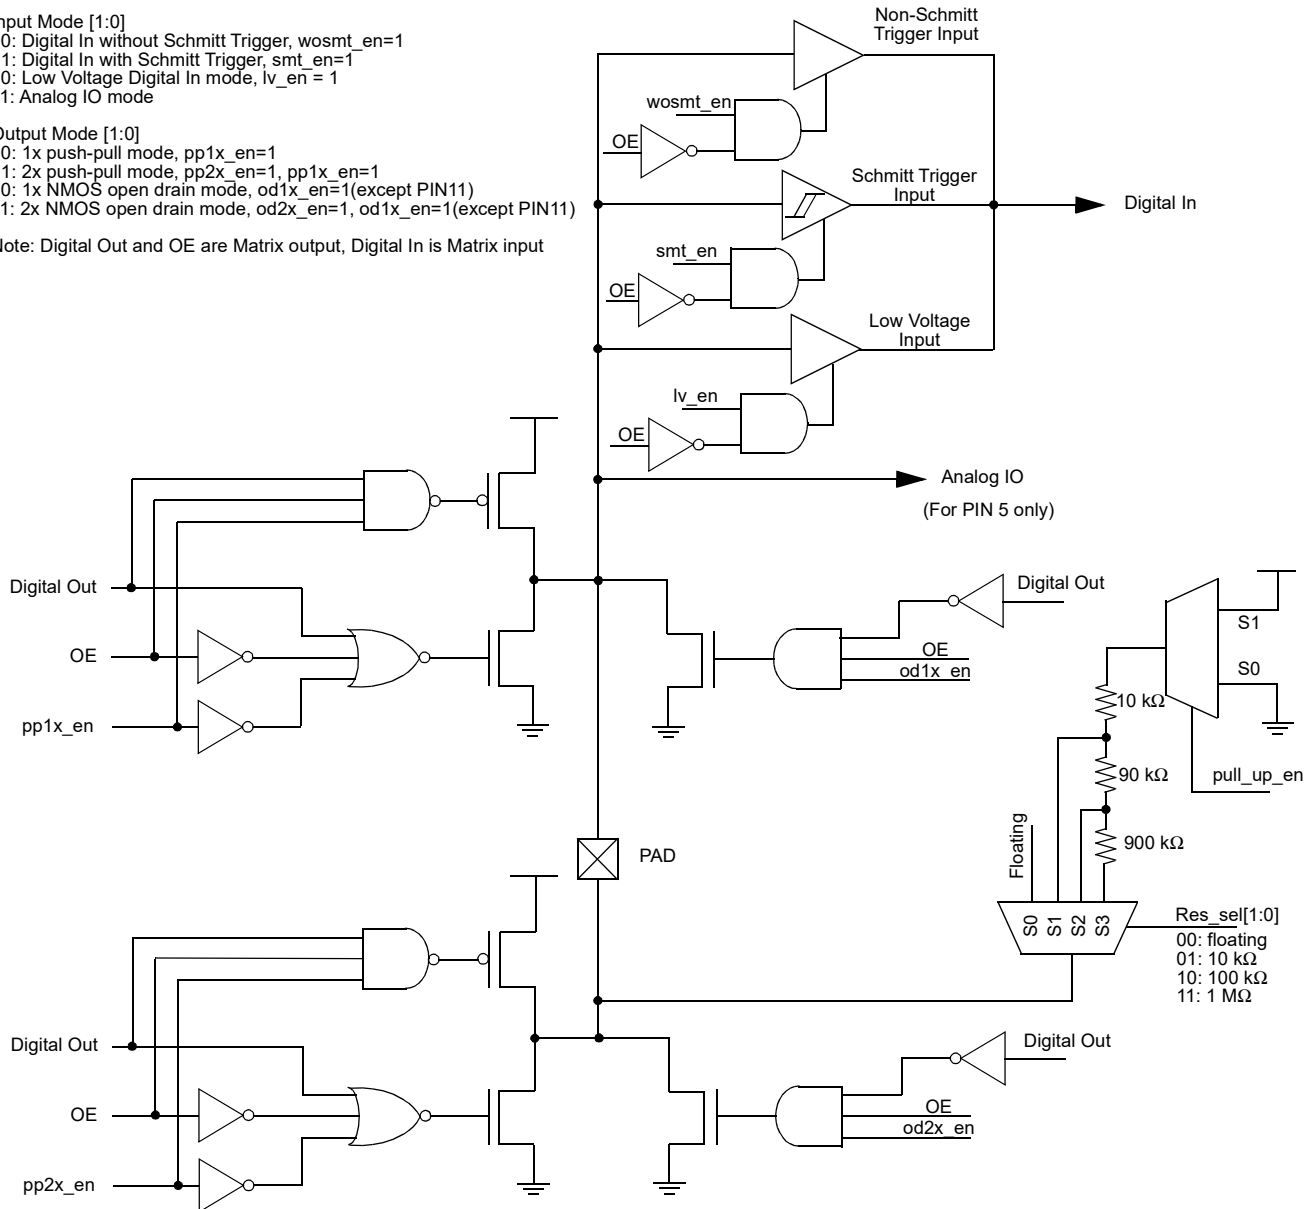 nput Mode [1:0]
0: Digital In without Schmitt Trigger, wosmt_en=1
1: Digital In with Schmitt Trigger, smt_en=1
0: Low Voltage Digital In mode, lv_en = 1
1: Analog IO mode
Output Mode [1:0]
0: 1x push-pull mode, pp1x_en=1
1: 2x push-pull mode, pp2x_en=1, pp1x_en=1
0: 1x NMOS open drain mode, od1x_en=1(except PIN11)
1: 2x NMOS open drain mode, od2x_en=1, od1x_en=1(except PIN11)
Note: Digital Out and OE are Matrix output, Digital In is Matrix input
Non-Schmitt
Trigger Input
wosmt_en
OE
Schmitt Trigger
Input
Digital In
smt_en
OE
Low Voltage
Input
lv_en
OE
Analog IO
(For PIN 5 only)
Digital Out
OE
pp1x_en
Digital Out
OE
od1x_en
S1
S0
10 kΩ
90 kΩ
pull_up_en
900 kΩ
Floating
PAD
S0
S1
S2
S3
Res_sel[1:0]
00: floating
01: 10 kΩ
10: 100 kΩ
11: 1 MΩ
Digital Out
OE
pp2x_en
Digital Out
OE
od2x_en